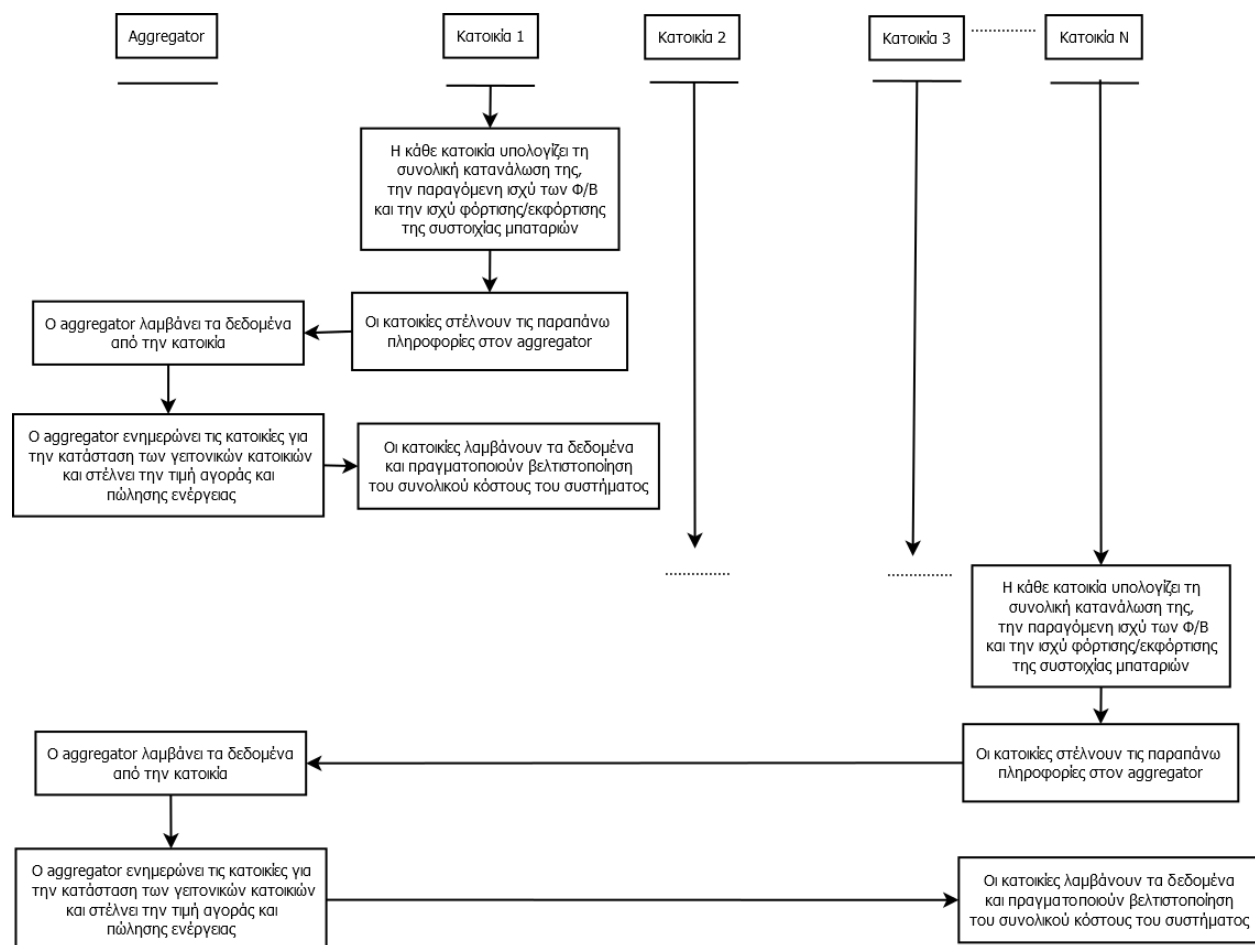 Aggregator
Κατοικία 1
Κατοικία 2
Κατοικία 3
Κατοικία Ν
Η κάθε κατοικία υπολογίζει τη
συνολική κατανάλωση της,
την παραγόμενη ισχύ των Φ/Β
και την ισχύ φόρτισης/εκφόρτισης
της συστοιχίας μπαταριών
Οι κατοικίες στέλνουν τις παραπάνω
πληροφορίες στον aggregator
Ο aggregator λαμβάνει τα δεδομένα
από την κατοικία
Ο aggregator ενημερώνει τις κατοικίες για
την κατάσταση των γειτονικών κατοικιών
και στέλνει την τιμή αγοράς και
πώλησης ενέργειας
Οι κατοικίες λαμβάνουν τα δεδομένα
και πραγματοποιούν βελτιστοποίηση
του συνολικού κόστους του συστήματος
Η κάθε κατοικία υπολογίζει τη
συνολική κατανάλωση της,
την παραγόμενη ισχύ των Φ/Β
και την ισχύ φόρτισης/εκφόρτισης
της συστοιχίας μπαταριών
Οι κατοικίες στέλνουν τις παραπάνω
πληροφορίες στον aggregator
Ο aggregator λαμβάνει τα δεδομένα
από την κατοικία
Ο aggregator ενημερώνει τις κατοικίες για
την κατάσταση των γειτονικών κατοικιών
και στέλνει την τιμή αγοράς και
πώλησης ενέργειας
Οι κατοικίες λαμβάνουν τα δεδομένα
και πραγματοποιούν βελτιστοποίηση
του συνολικού κόστους του συστήματος